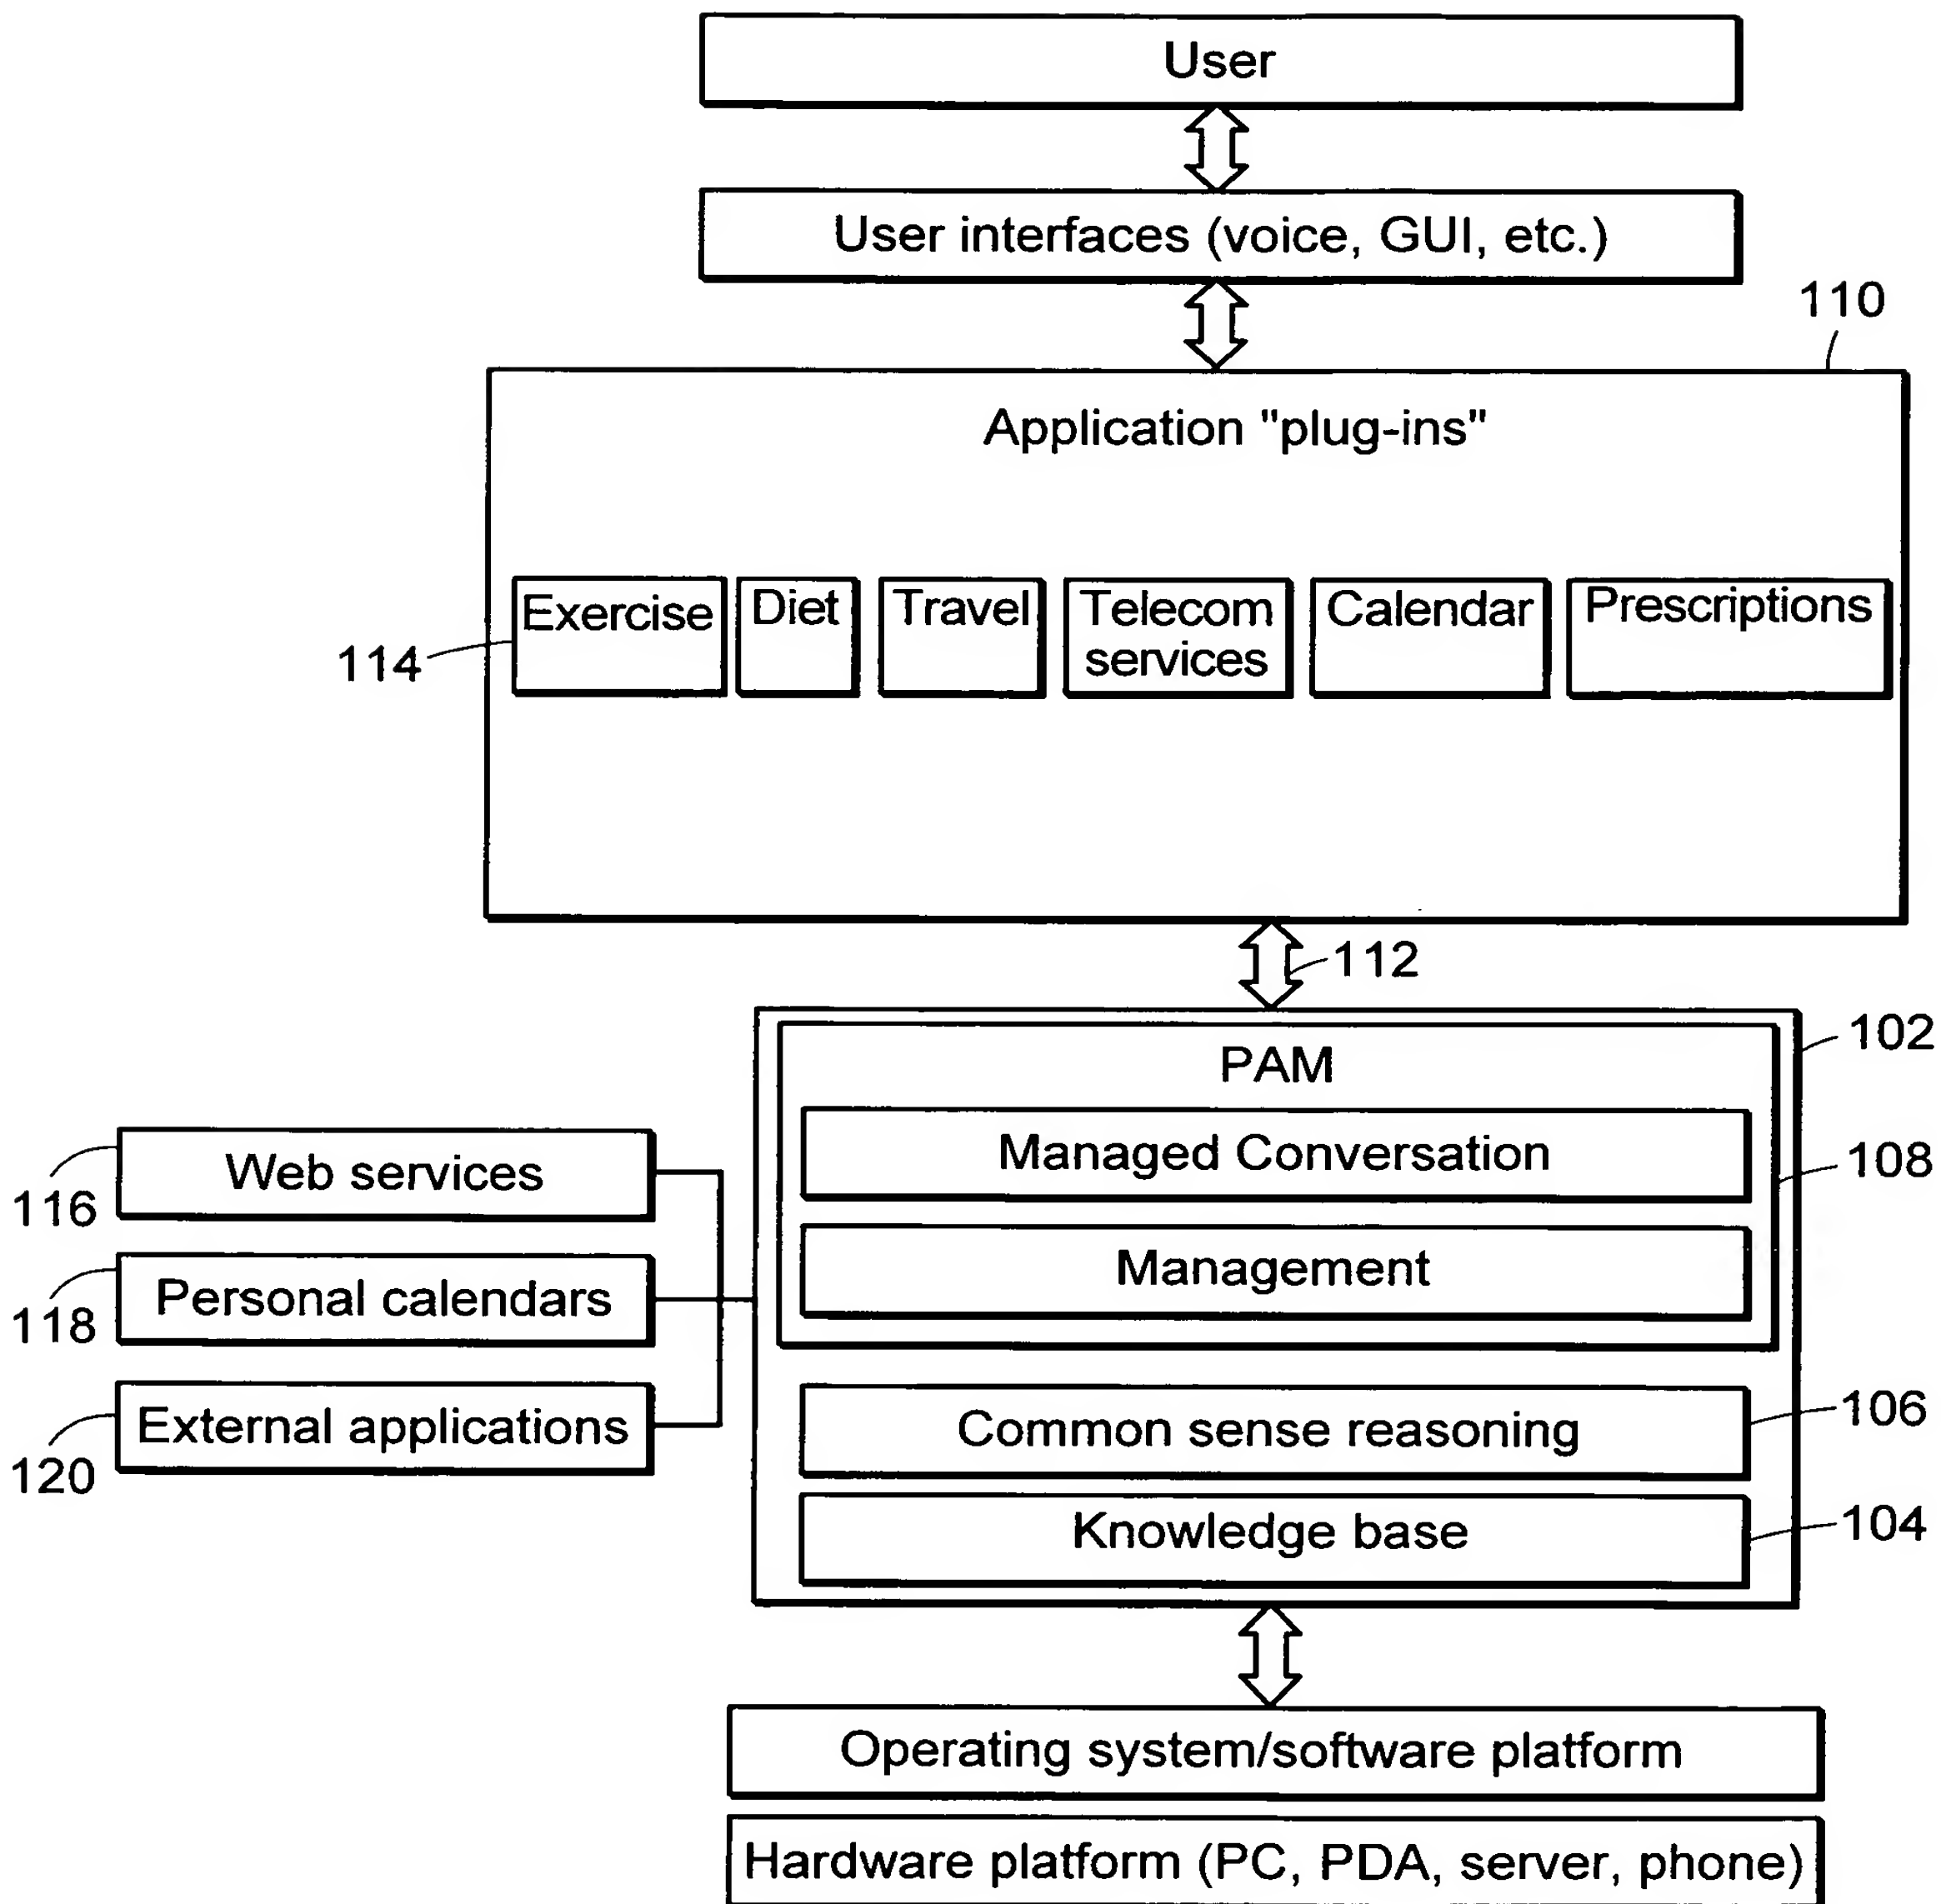 User
User interfaces (voice, GUI, etc.)
110
Application "plug-ins"
Exercise
Diet
Travel
Telecom
services
Calendar
Prescriptions
114
112
102
PAM
Managed Conversation
108
Management
Web services
116
Personal calendars
118
External applications
120
Common sense reasoning
106
Knowledge base
104
Operating system/software platform
Hardware platform (PC, PDA, server, phone)